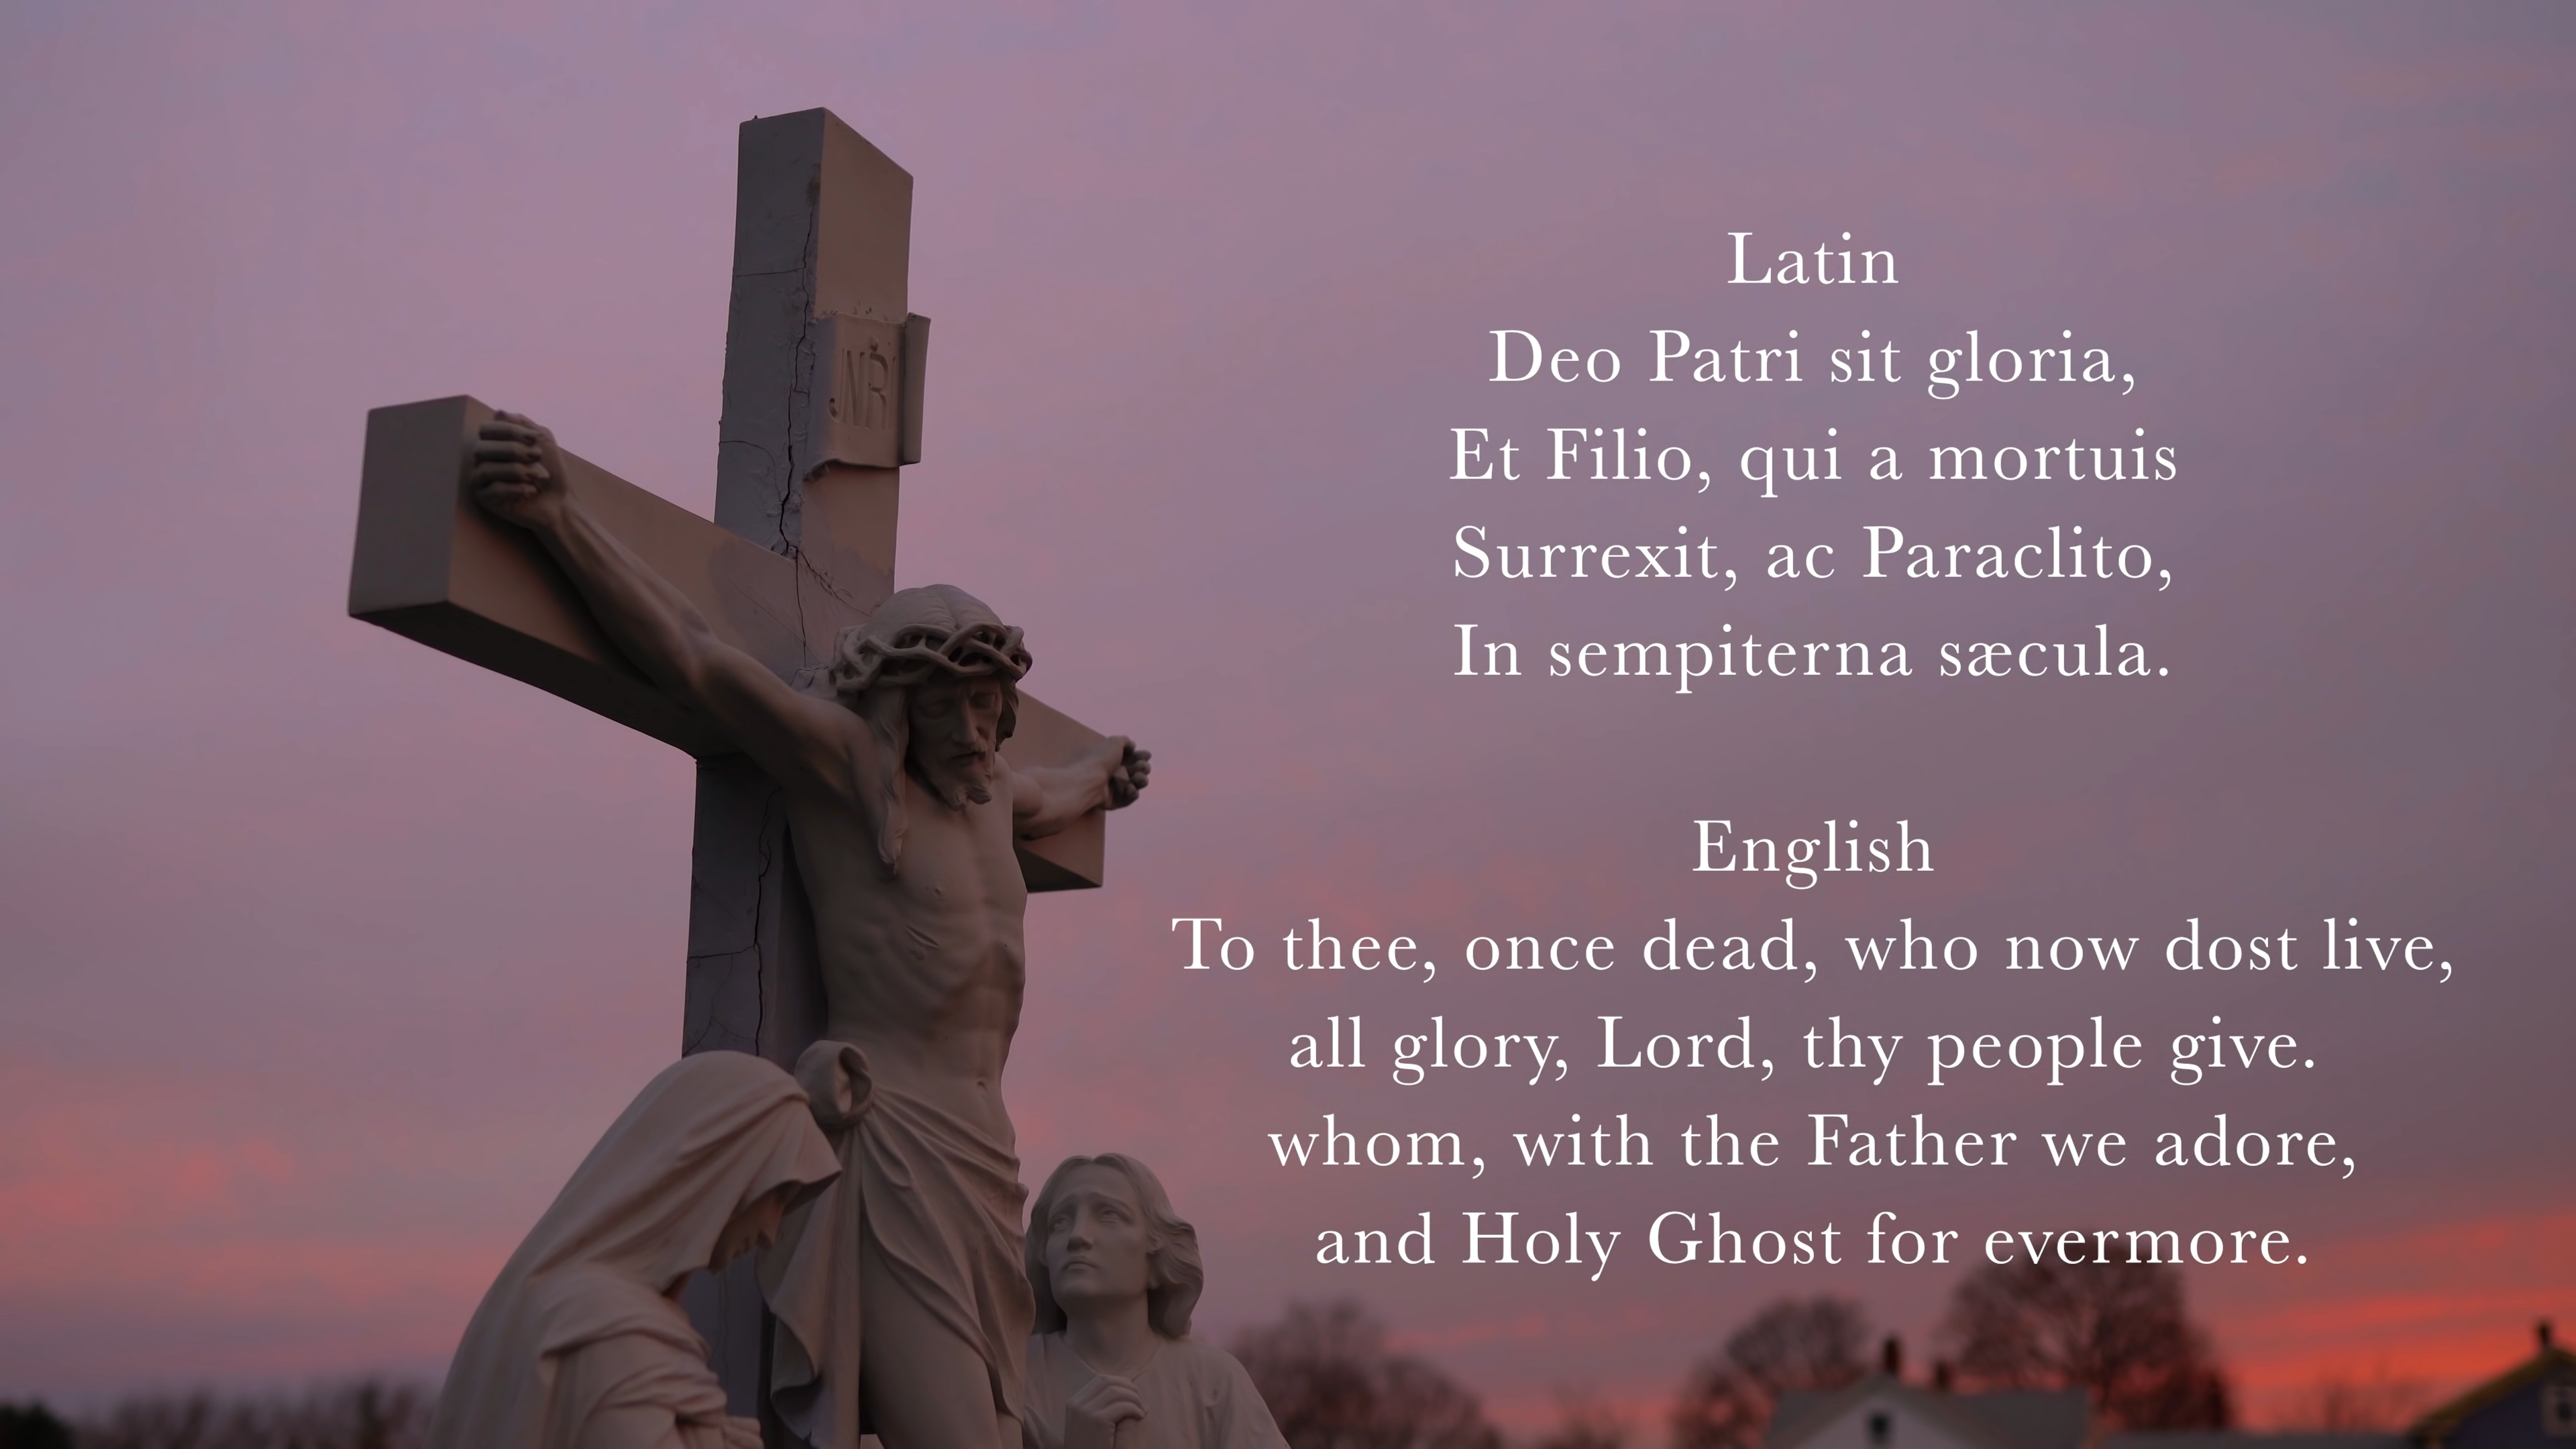 JNRI
Latin
Deo Patri sit gloria,
Et Filio, qui a mortuis
Surrexit, ac Paraclito,
In sempiterna sæcula.
English
To thee, once dead, who now dost live,
all glory, Lord, thy people give.
whom, with the Father we adore,
and Holy Ghost for evermore.